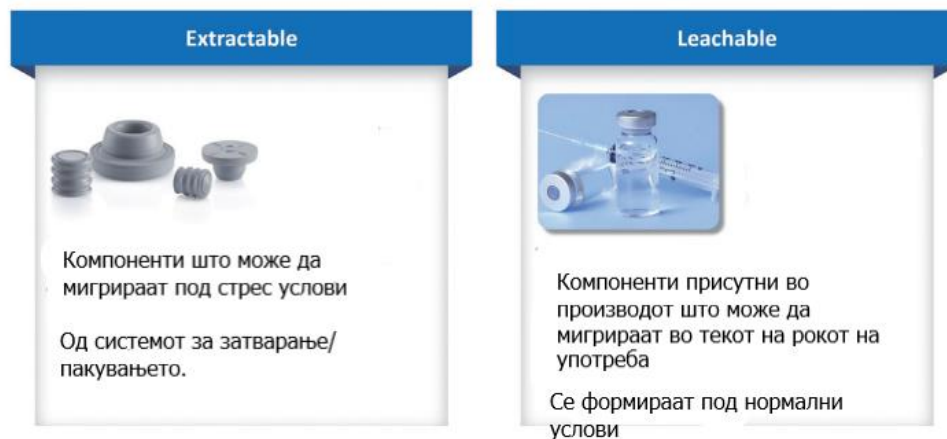 Extractable
Компоненти што може да
мигрираат под стрес услови
Од системот за затварање/
пакувањето.
Leachable
Компоненти присутни во
производот што може да
мигрираат во текот на рокот на
употреба
Се формираат под нормални
услови